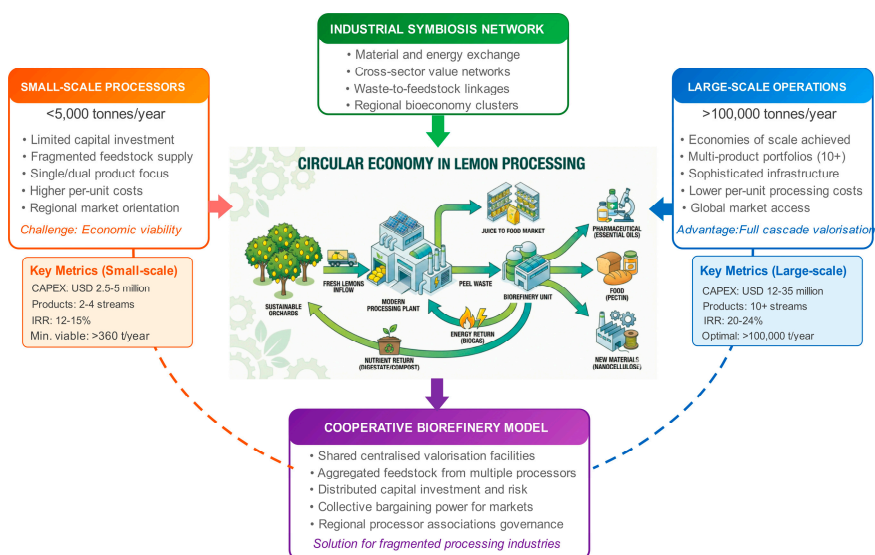 INDUSTRIAL SYMBIOSIS NETWORK
• Material and energy exchange
• Cross-sector value networks
• Waste-to-feedstock linkages
• Regional bioeconomy clusters
SMALL-SCALE PROCESSORS
<5,000 tonnes/year
• Limited capital investment
• Fragmented feedstock supply
• Single/dual product focus
• Higher per-unit costs
• Regional market orientation
Challenge: Economic viability
Key Metrics (Small-scale)
CAPEX: USD 2.5-5 million
Products: 2-4 streams
IRR: 12-15%
Min. viable: >360 t/year
LARGE-SCALE OPERATIONS
>100,000 tonnes/year
• Economies of scale achieved
• Multi-product portfolios (10+)
• Sophisticated infrastructure
• Lower per-unit processing costs
• Global market access
Advantage:Full cascade valorisation
Key Metrics (Large-scale)
CAPEX: USD 12-35 million
Products: 10+ streams
IRR: 20-24%
Optimal: >100,000 t/year
CIRCULAR ECONOMY IN LEMON PROCESSING
SUSTAINABLE
ORCHARDS
FRESH LEMONS
INFLOW
MODERN
PROCESSING PLANT
JUICE TO FOOD MARKET
PEEL WASTE
BIOREFINERY UNIT
PHARMACEUTICAL
(ESSENTIAL OILS)
FOOD
(PECTIN)
NEW MATERIALS
(NANOCELLULOSE)
ENERGY RETURN
(BIOGAS)
NUTRIENT RETURN
(DIGESTATE/COMPOST)
COOPERATIVE BIOREFINERY MODEL
• Shared centralised valorisation facilities
• Aggregated feedstock from multiple processors
• Distributed capital investment and risk
• Collective bargaining power for markets
• Regional processor associations governance
Solution for fragmented processing industries